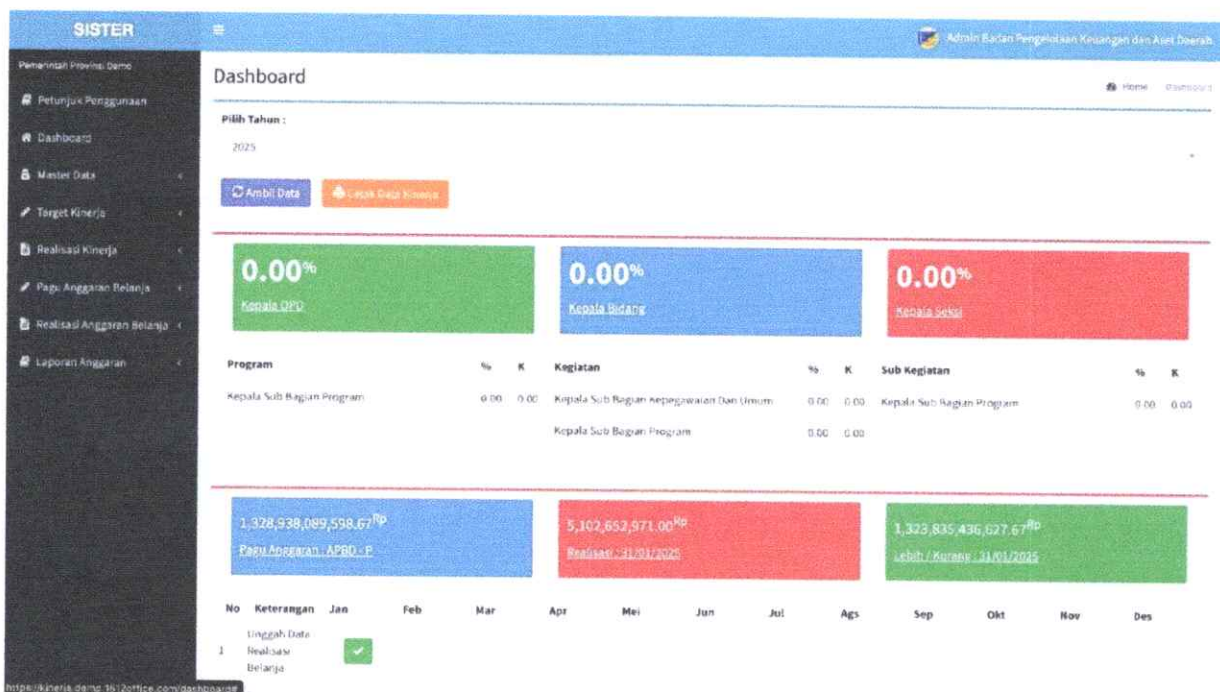 SISTER
Admin Badan Pengelolaan Keuangan dan Aset Daerah
Pemerintah Provinsi Demo
Dashboard
Home Dashboard
Petunjuk Penggunaan
Dashboard
Master Data
Target Kinerja
Realisasi Kinerja
Pagu Anggaran Belanja
Realisasi Anggaran Belanja
Laporan Anggaran
Pilih Tahun :
2025
Ambil Data
Cetak Data Kinerja
0.00% 0.00% 0.00%
Kepala OPD Kepala Bidang Kepala Seksi
Program % K Kegiatan % K Sub Kegiatan % K
Kepala Sub Bagian Program 0.00 0.00 Kepala Sub Bagian Kepegawaian Dan Umum 0.00 0.00 Kepala Sub Bagian Program 0.00 0.00
Kepala Sub Bagian Program 0.00 0.00
1,328,938,089,598.67Rp 5,102,652,971.00Rp 1,323,835,436,627.67Rp
Pagu Anggaran : APBD - P Realisasi : 31/01/2025 Lebih / Kurang : 31/01/2025
No Keterangan Jan Feb Mar Apr Mei Jun Jul Ags Sep Okt Nov Des
1 Unggah Data
Realisasi
Belanja
https://kinerja.demo.1612office.com/dashboard#